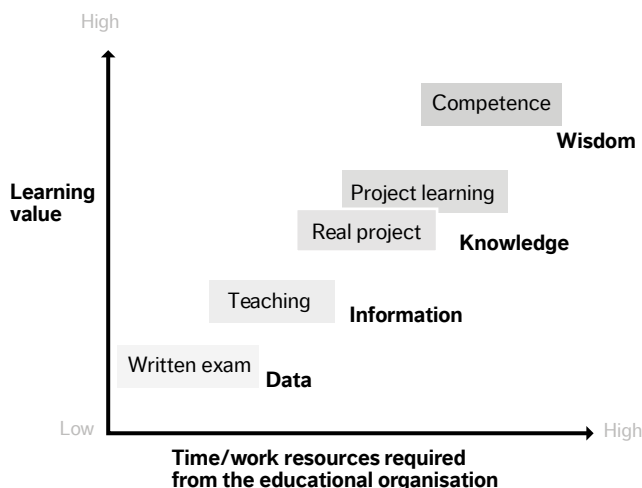 High
Competence
Wisdom
Learning
value
Project learning
Real project
Knowledge
Teaching
Information
Written exam
Data
Low
High
Time/work resources required
from the educational organisation